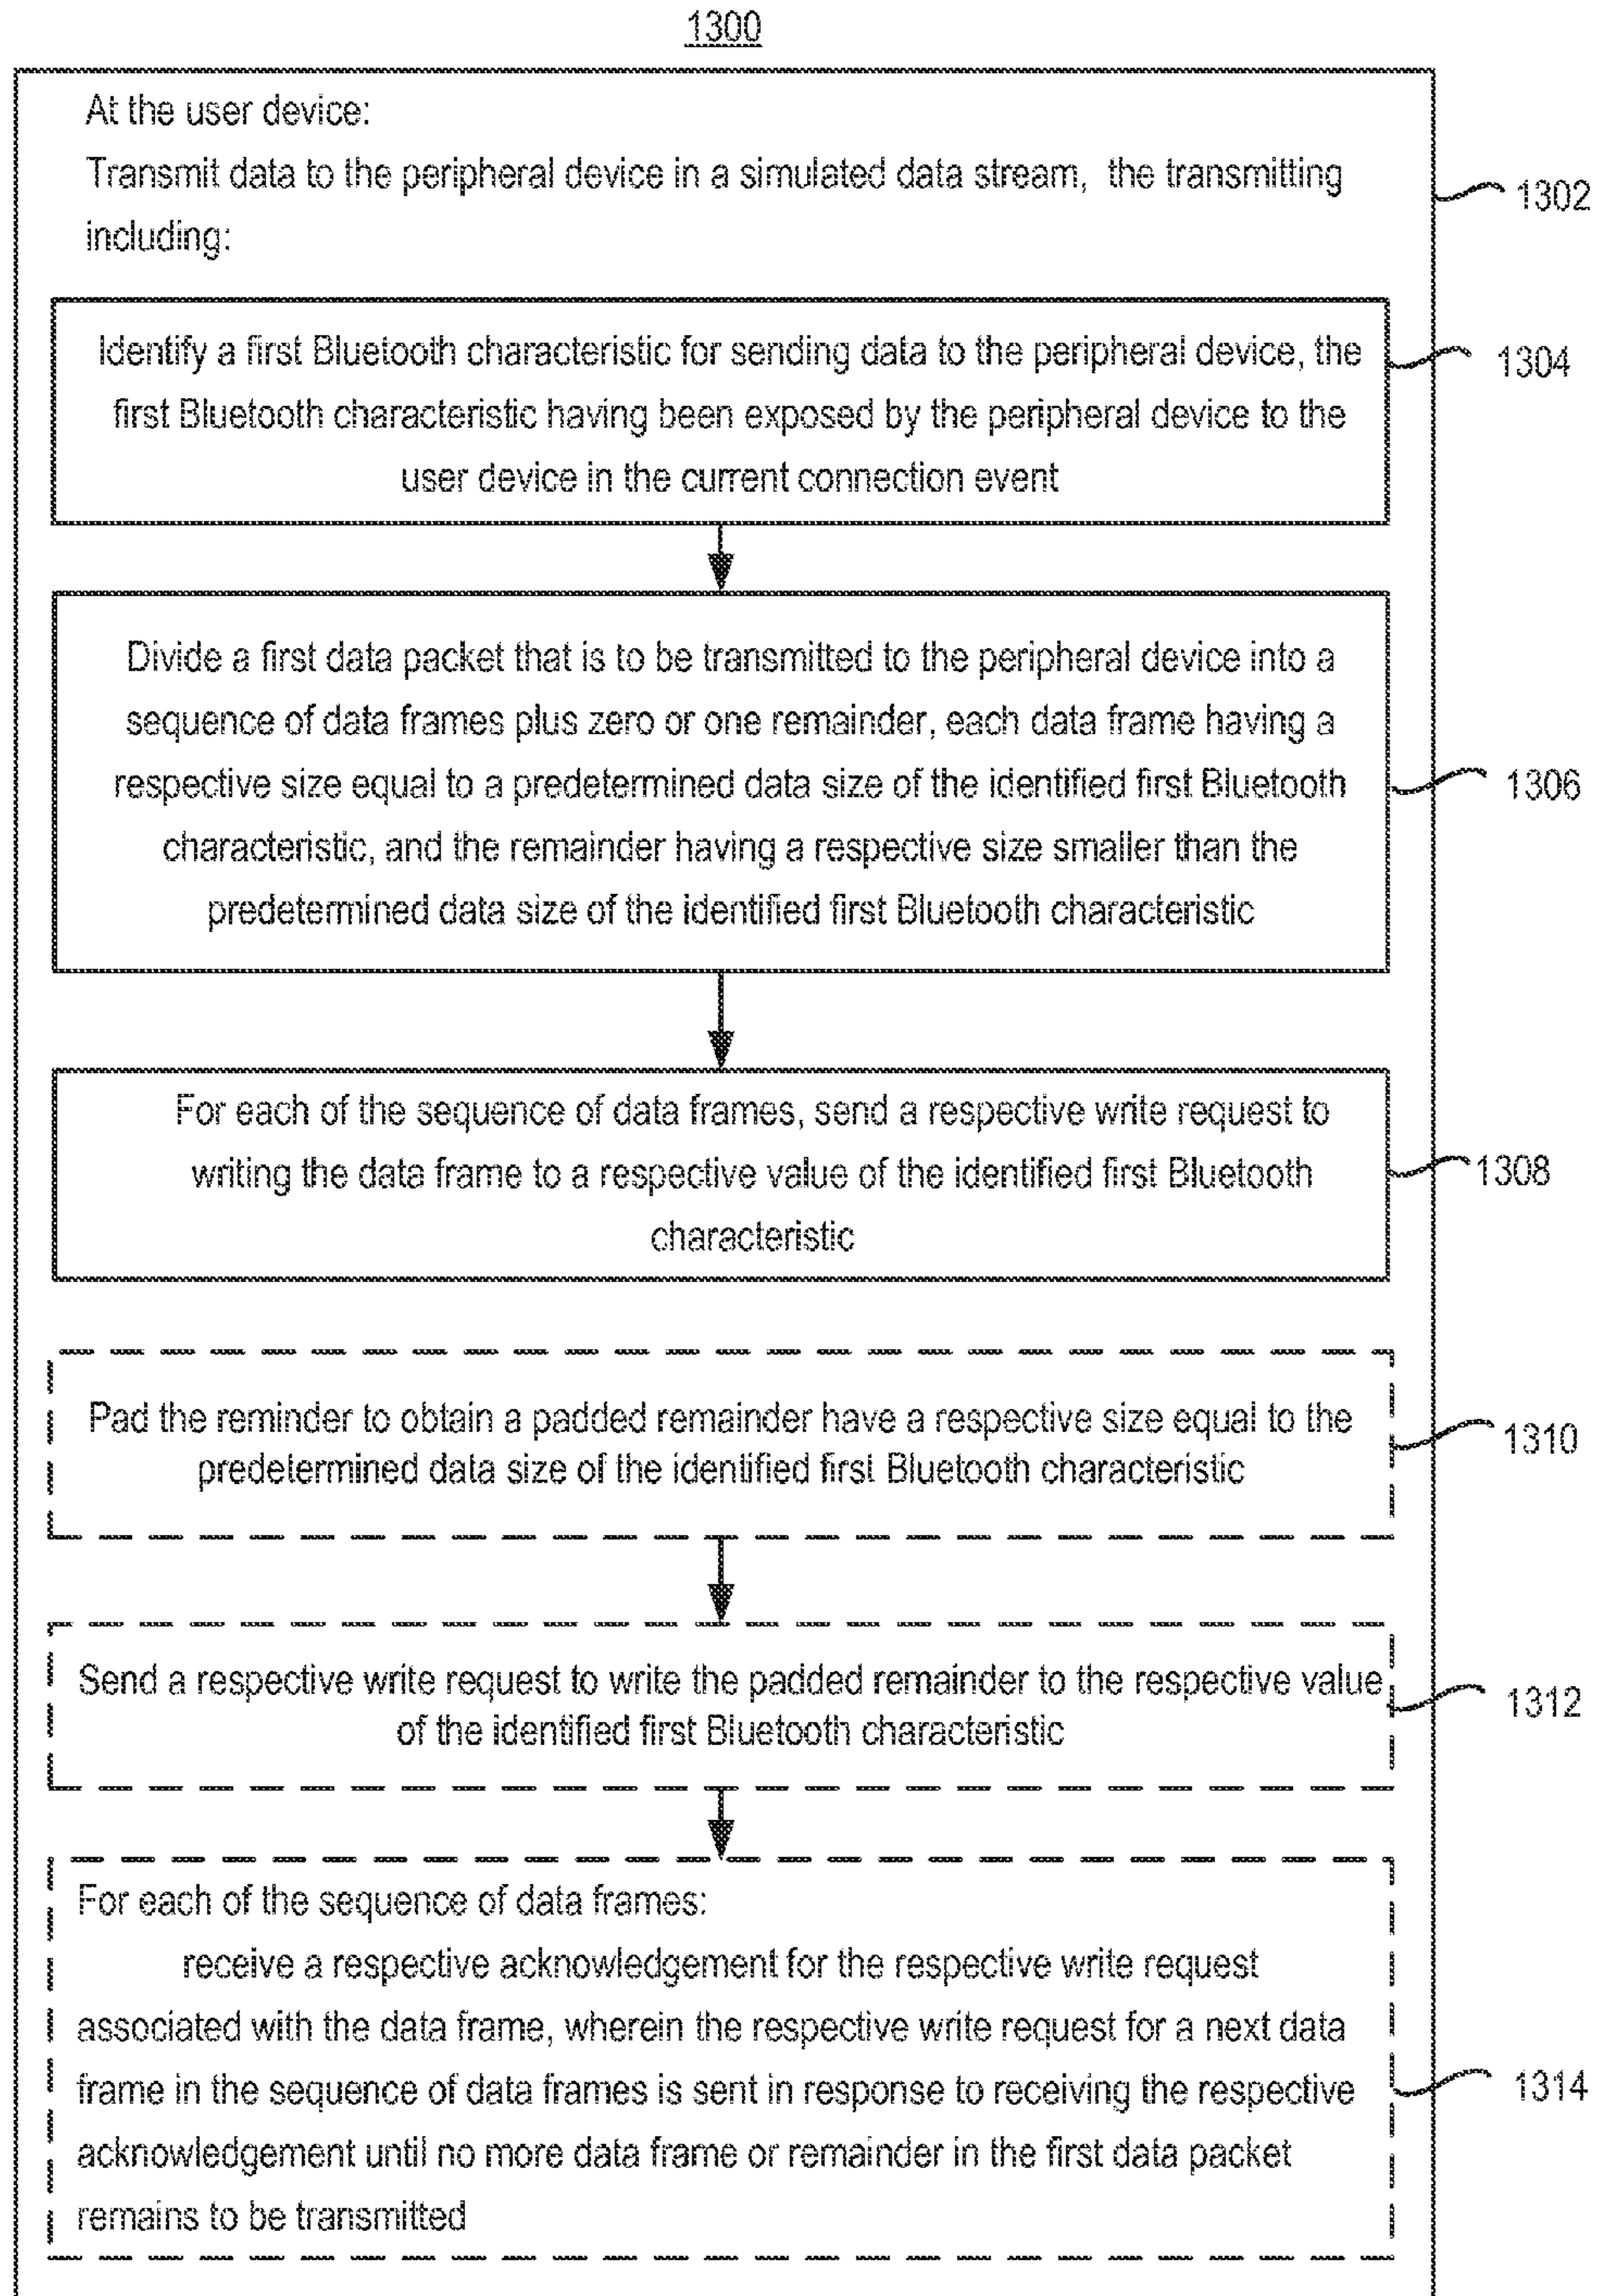 1300
At the user device:
Transmit data to the peripheral device in a simulated data stream, the transmitting
including:
1302
Identify a first Bluetooth characteristic for sending data to the peripheral device, the
first Bluetooth characteristic having been exposed by the peripheral device to the
user device in the current connection event
1304
Divide a first data packet that is to be transmitted to the peripheral device into a
sequence of data frames plus zero or one remainder, each data frame having a
respective size equal to a predetermined data size of the identified first Bluetooth
characteristic, and the remainder having a respective size smaller than the
predetermined data size of the identified first Bluetooth characteristic
1306
For each of the sequence of data frames, send a respective write request to
writing the data frame to a respective value of the identified first Bluetooth
characteristic
1308
Pad the reminder to obtain a padded remainder have a respective size equal to the
predetermined data size of the identified first Bluetooth characteristic
1310
Send a respective write request to write the padded remainder to the respective value
of the identified first Bluetooth characteristic
1312
For each of the sequence of data frames:
receive a respective acknowledgement for the respective write request
associated with the data frame, wherein the respective write request for a next data
frame in the sequence of data frames is sent in response to receiving the respective
acknowledgement until no more data frame or remainder in the first data packet
remains to be transmitted
1314